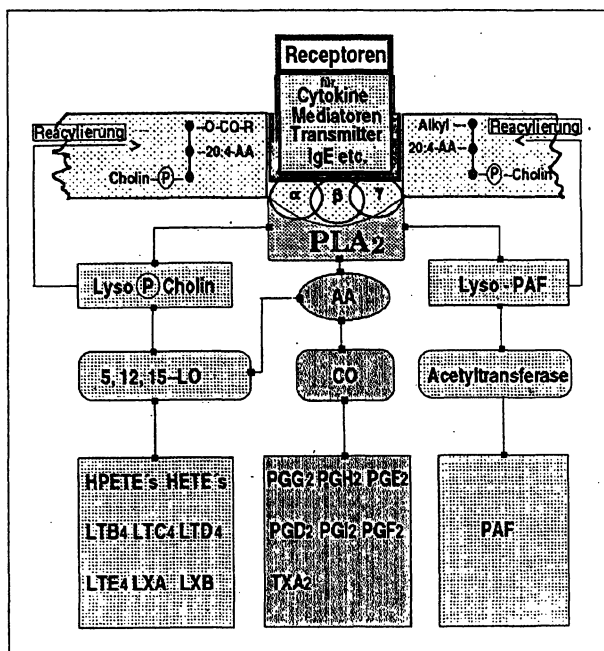 Receptoren
für
Cytokine
Mediatoren
Transmitter
IgE etc.
Reacylierung
–O-CO-R
–20:4-AA
Cholin–P
Alkyl
20:4-AA
Reacylierung
P–Cholin
α β γ
PLA2
Lyso P Cholin
AA
Lyso - PAF
5, 12, 15–LO
CO
Acetyltransferase
HPETE´s HETE´s
LTB4 LTC4 LTD4
LTE4 LXA LXB
PGG2 PGH2 PGE2
PGD2 PGI2 PGF2
TXA2
PAF